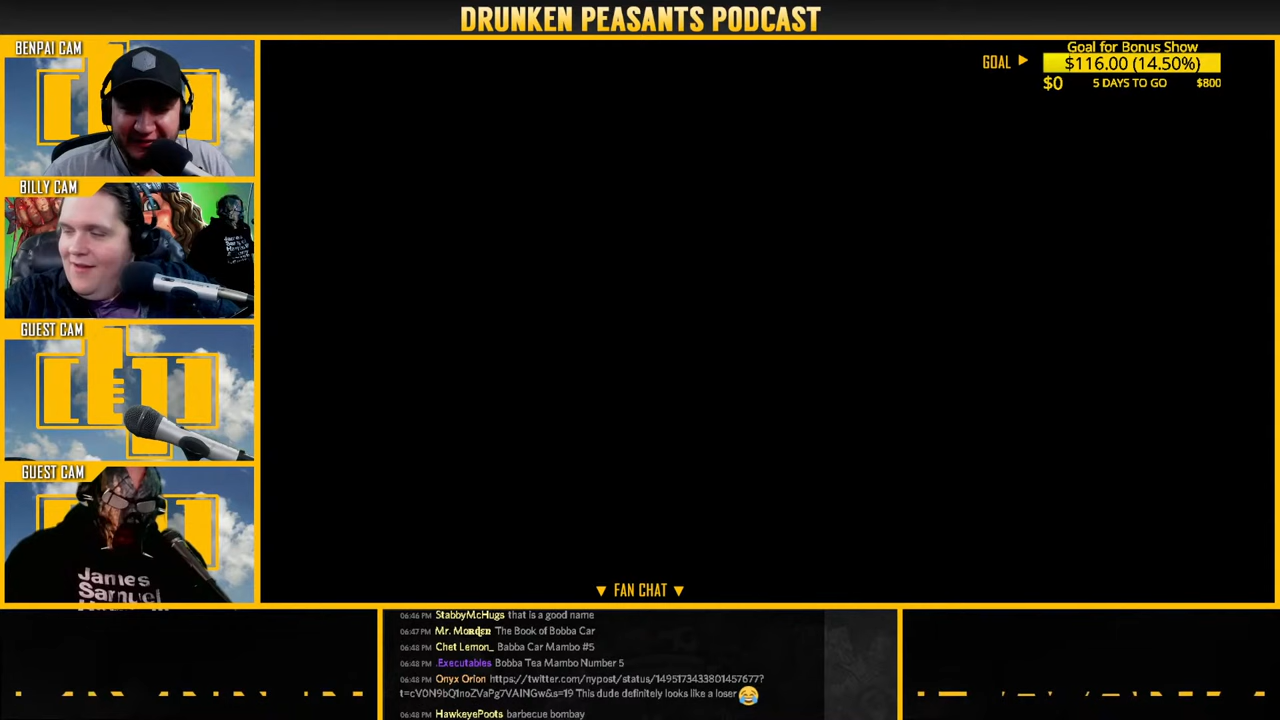 DRUNKEN PEASANTS PODCAST
BENPAI CAM
GOAL ▶
Goal for Bonus Show
$116.00 (14.50%)
$0 5 DAYS TO GO $800
BILLY CAM
GUEST CAM
GUEST CAM
James
Samuel
▼ FAN CHAT ▼
06:46 PM StabbyMcHugs that is a good name
06:47 PM Mr. The Book of Bobba Car
06:48 PM Chet Lemon_ Babba Car Mambo #5
06:48 PM .Executables Bobba Tea Mambo Number 5
06:48 PM Onyx Orion https://twitter.com/nypost/status/1495173433801457677?
t=cV0N9bQ1noZVaPg7VAINGw&s=19 This dude definitely looks like a loser 😂
06:48 PM HawkeyePoots barbecue bombay